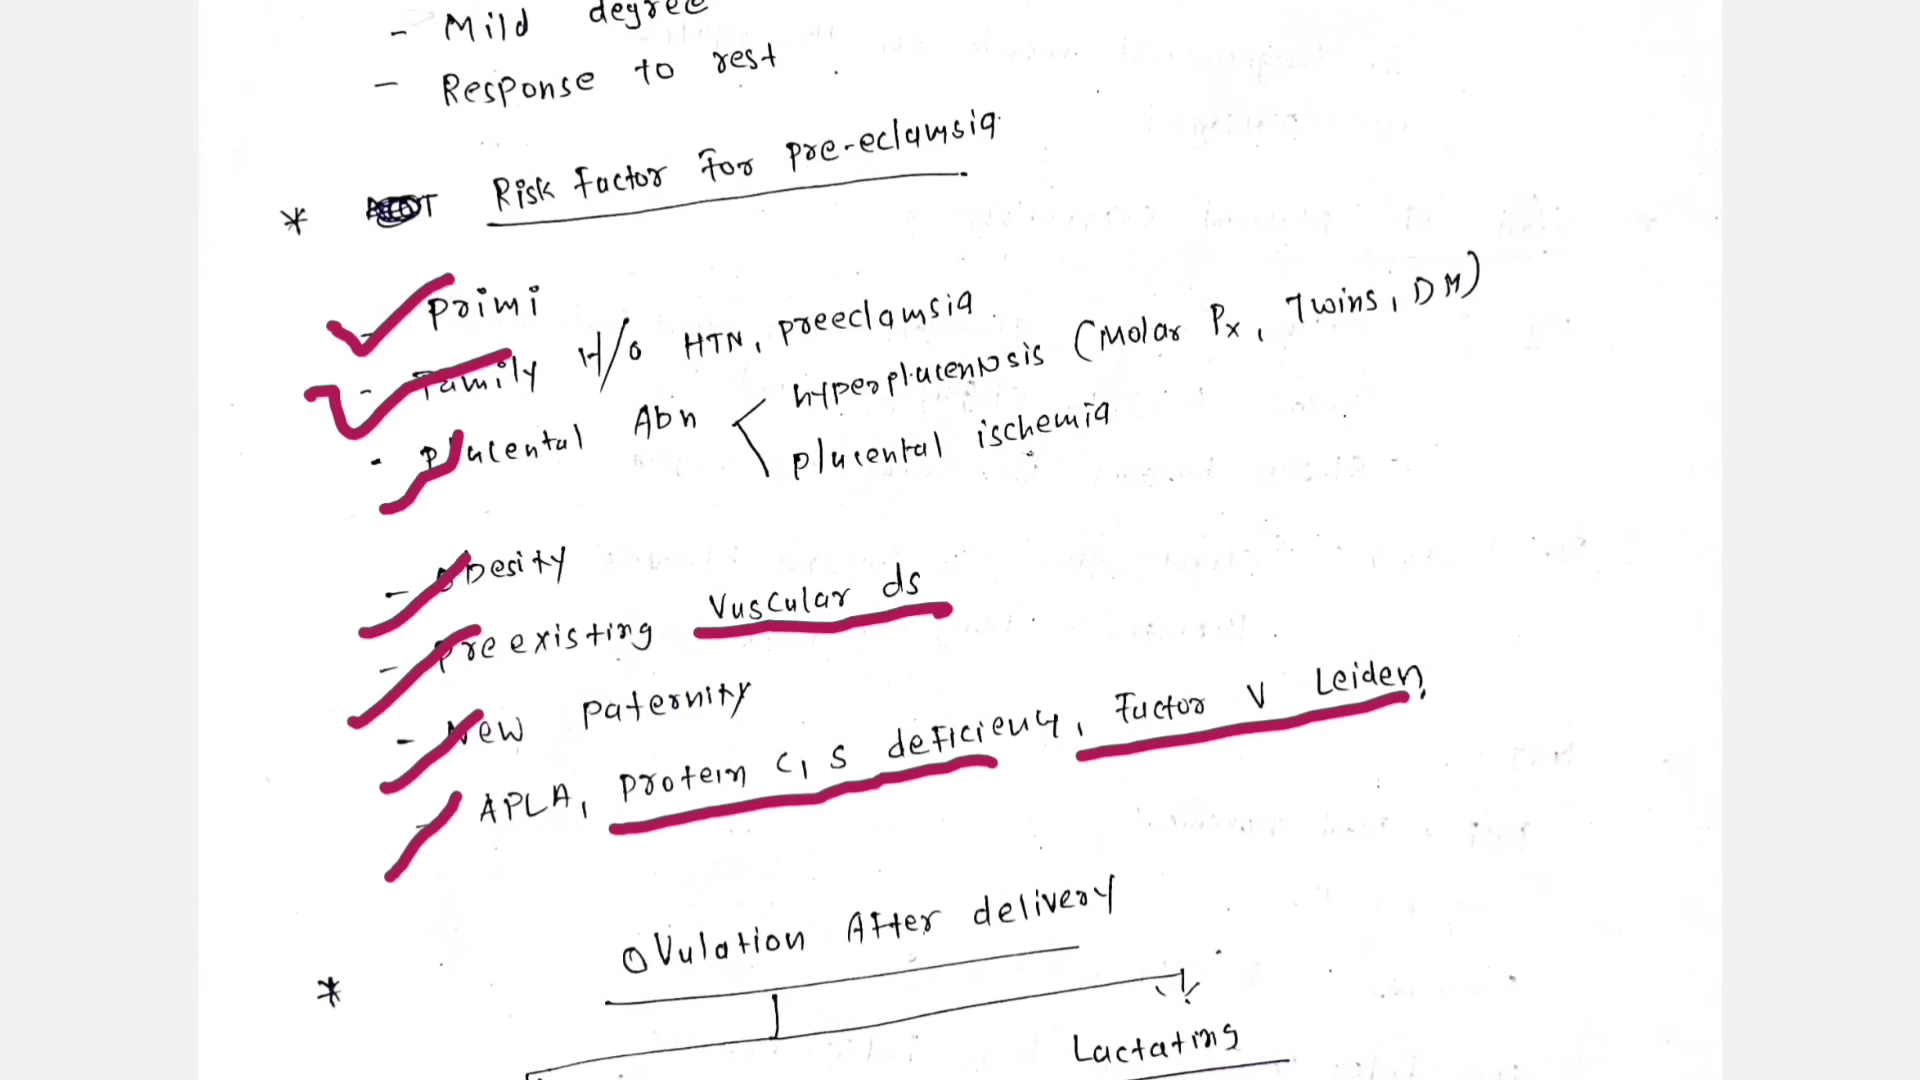 - Mild degree
- Response to rest
* Risk Factor For Pre-eclamsia
- Primi
- Family H/o HTN, preeclamsia
- placental Abn < hyperplacentosis (Molar Px, Twins, DM)
placental ischemia
- Obesity
- Preexisting Vascular ds
- New paternity
- APLA, protein C, S deficiency, Factor V Leiden,
* Ovulation After delivery
Lactating